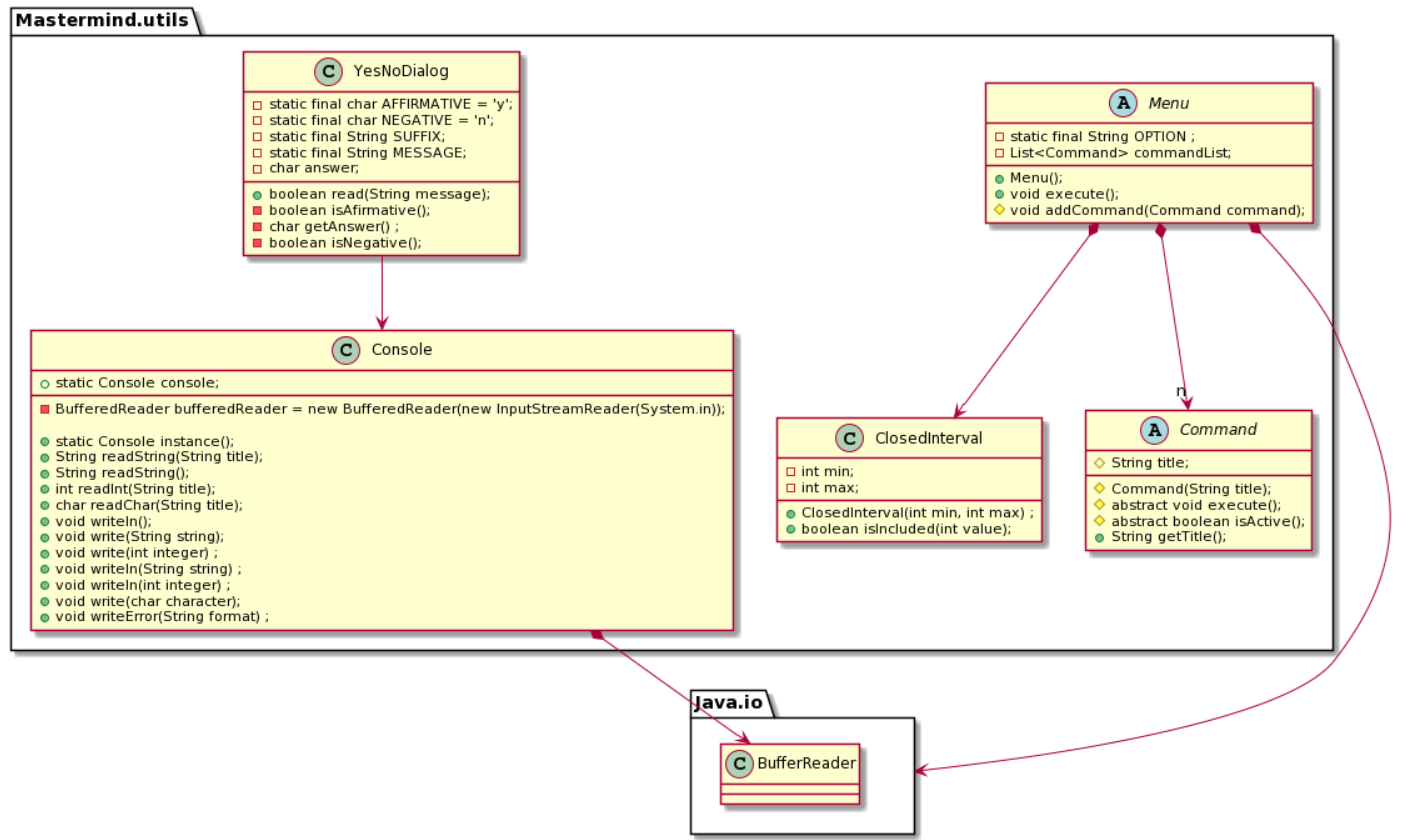 Mastermind.utils
C YesNoDialog
static final char AFFIRMATIVE = 'y';
static final char NEGATIVE = 'n';
static final String SUFFIX;
static final String MESSAGE;
char answer;
boolean read(String message);
boolean isAfirmative();
char getAnswer() ;
boolean isNegative();
A Menu
static final String OPTION ;
List<Command> commandList;
Menu();
void execute();
void addCommand(Command command);
C Console
static Console console;
BufferedReader bufferedReader = new BufferedReader(new InputStreamReader(System.in));
static Console instance();
String readString(String title);
String readString();
int readInt(String title);
char readChar(String title);
void writeln();
void write(String string);
void write(int integer) ;
void writeln(String string) ;
void writeln(int integer) ;
void write(char character);
void writeError(String format) ;
C ClosedInterval
int min;
int max;
ClosedInterval(int min, int max) ;
boolean isIncluded(int value);
n
A Command
String title;
Command(String title);
abstract void execute();
abstract boolean isActive();
String getTitle();
Java.io
C BufferReader